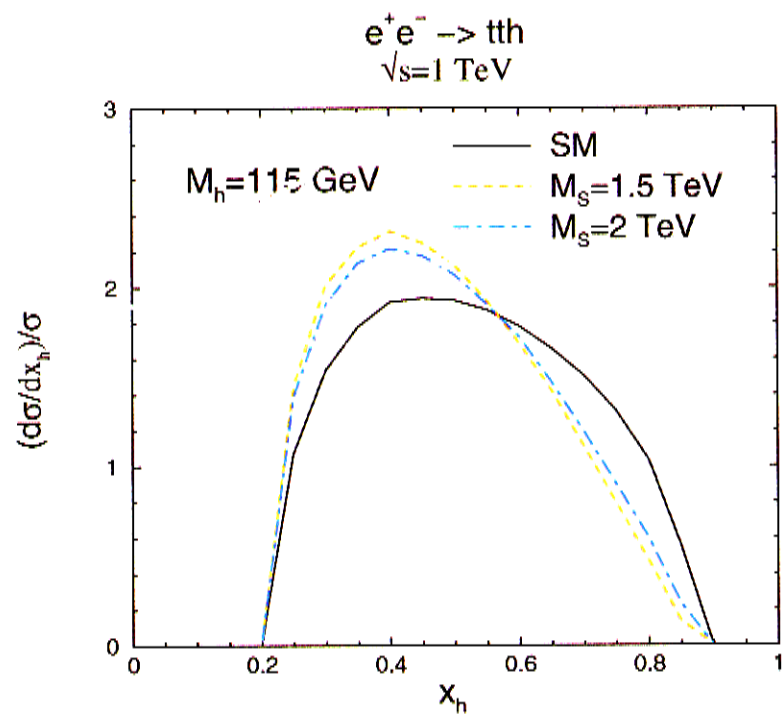 e⁺e⁻ -> tth
√s=1 TeV
M_h=115 GeV
SM
M_S=1.5 TeV
M_S=2 TeV
(dσ/dx_h)/σ
3
2
1
0
0 0.2 0.4 0.6 0.8 1
x_h